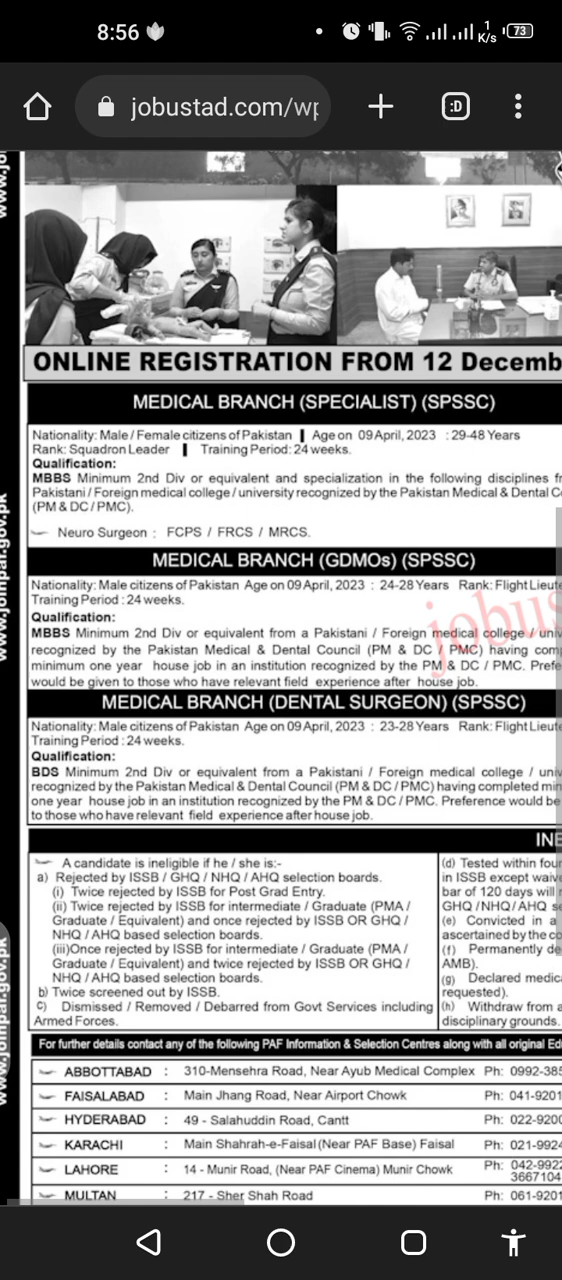 8:56
1
K/s
73
jobustad.com/wp
:D
ONLINE REGISTRATION FROM 12 Decemb
MEDICAL BRANCH (SPECIALIST) (SPSSC)
Nationality: Male / Female citizens of Pakistan | Age on 09 April, 2023 : 29-48 Years
Rank: Squadron Leader | Training Period: 24 weeks.
Qualification:
MBBS Minimum 2nd Div or equivalent and specialization in the following disciplines fr
Pakistani / Foreign medical college / university recognized by the Pakistan Medical & Dental Co
(PM & DC / PMC).
Neuro Surgeon : FCPS / FRCS / MRCS.
MEDICAL BRANCH (GDMOs) (SPSSC)
Nationality: Male citizens of Pakistan Age on 09 April, 2023 : 24-28 Years Rank: Flight Lieute
Training Period : 24 weeks.
Qualification:
MBBS Minimum 2nd Div or equivalent from a Pakistani / Foreign medical college / univ
recognized by the Pakistan Medical & Dental Council (PM & DC / PMC) having com
minimum one year house job in an institution recognized by the PM & DC / PMC. Prefe
would be given to those who have relevant field experience after house job.
jobus
MEDICAL BRANCH (DENTAL SURGEON) (SPSSC)
Nationality: Male citizens of Pakistan Age on 09 April, 2023 : 23-28 Years Rank: Flight Lieute
Training Period : 24 weeks.
Qualification:
BDS Minimum 2nd Div or equivalent from a Pakistani / Foreign medical college / univ
recognized by the Pakistan Medical & Dental Council (PM & DC / PMC) having completed min
one year house job in an institution recognized by the PM & DC / PMC. Preference would be
to those who have relevant field experience after house job.
INE
A candidate is ineligible if he / she is:-
a) Rejected by ISSB / GHQ / NHQ / AHQ selection boards.
(i) Twice rejected by ISSB for Post Grad Entry.
(ii) Twice rejected by ISSB for intermediate / Graduate (PMA /
Graduate / Equivalent) and once rejected by ISSB OR GHQ /
NHQ / AHQ based selection boards.
(iii)Once rejected by ISSB for intermediate / Graduate (PMA /
Graduate / Equivalent) and twice rejected by ISSB OR GHQ /
NHQ / AHQ based selection boards.
b) Twice screened out by ISSB.
c) Dismissed / Removed / Debarred from Govt Services including
Armed Forces.
(d) Tested within four
in ISSB except waive
bar of 120 days will
GHQ/NHQ/AHQ se
(e) Convicted in a
ascertained by the co
(f) Permanently de
AMB).
(g) Declared medica
requested).
(h) Withdraw from a
disciplinary grounds.
For further details contact any of the following PAF Information & Selection Centres along with all original Ed
ABBOTTABAD : 310-Mensehra Road, Near Ayub Medical Complex Ph: 0992-385
FAISALABAD : Main Jhang Road, Near Airport Chowk Ph: 041-9201
HYDERABAD : 49 - Salahuddin Road, Cantt Ph: 022-9200
KARACHI : Main Shahrah-e-Faisal (Near PAF Base) Faisal Ph: 021-9924
LAHORE : 14 - Munir Road, (Near PAF Cinema) Munir Chowk Ph: 042-9922
3667104
MULTAN : 217 - Sher Shah Road Ph: 061-9201
www.joinpaf.gov.pk
www.joinpaf.gov.pk
www.joi